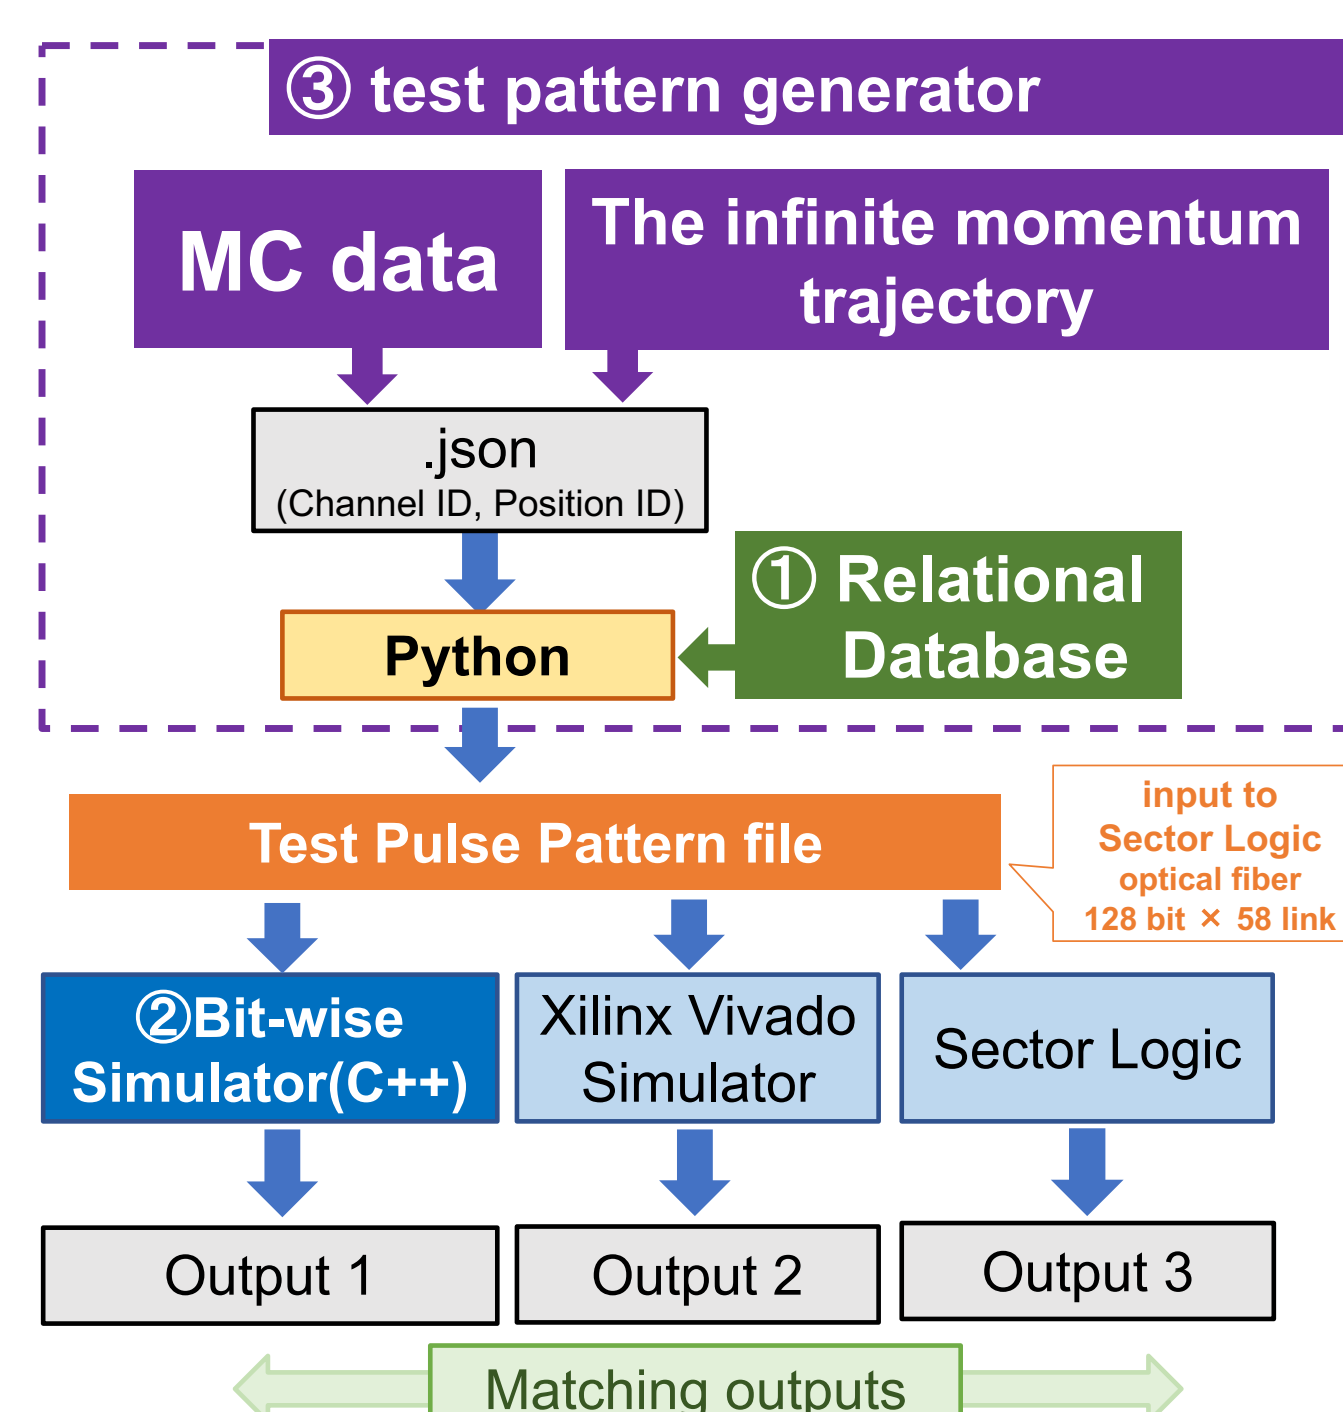 ③ test pattern generator
MC data
The infinite momentum
trajectory
.json
(Channel ID, Position ID)
① Relational
Database
Python
Test Pulse Pattern file
input to
Sector Logic
optical fiber
128 bit × 58 link
②Bit-wise
Simulator(C++)
Xilinx Vivado
Simulator
Sector Logic
Output 1
Output 2
Output 3
Matching outputs